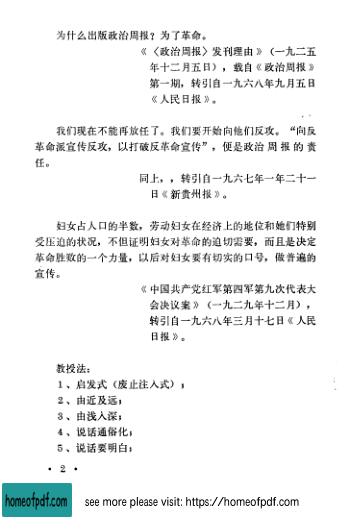 为什么出版政治周报？为了革命。
《〈政治周报〉发刊理由》（一九二五
年十二月五日），载自《政治周报》
第一期，转引自一九六八年九月五日
《人民日报》。
我们现在不能再放任了。我们要开始向他们反攻。“向反
革命派宣传反攻，以打破反革命宣传”，便是政治周报的责
任。
同上，，转引自一九六七年一年二十一
日《新贵州报》。
妇女占人口的半数，劳动妇女在经济上的地位和她们特别
受压迫的状况，不但证明妇女对革命的迫切需要，而且是决定
革命胜败的一个力量，以后对妇女要有切实的口号，做普遍的
宣传。
《中国共产党红军第四军第九次代表大
会决议案》（一九二九年十二月），
转引自一九六八年三月十七日《人民
日报》。
教授法：
1、启发式（废止注入式）；
2、由近及远；
3、由浅入深；
4、说话通俗化；
5、说话要明白；
• 2 •
homeofpdf.com
see more please visit: https://homeofpdf.com